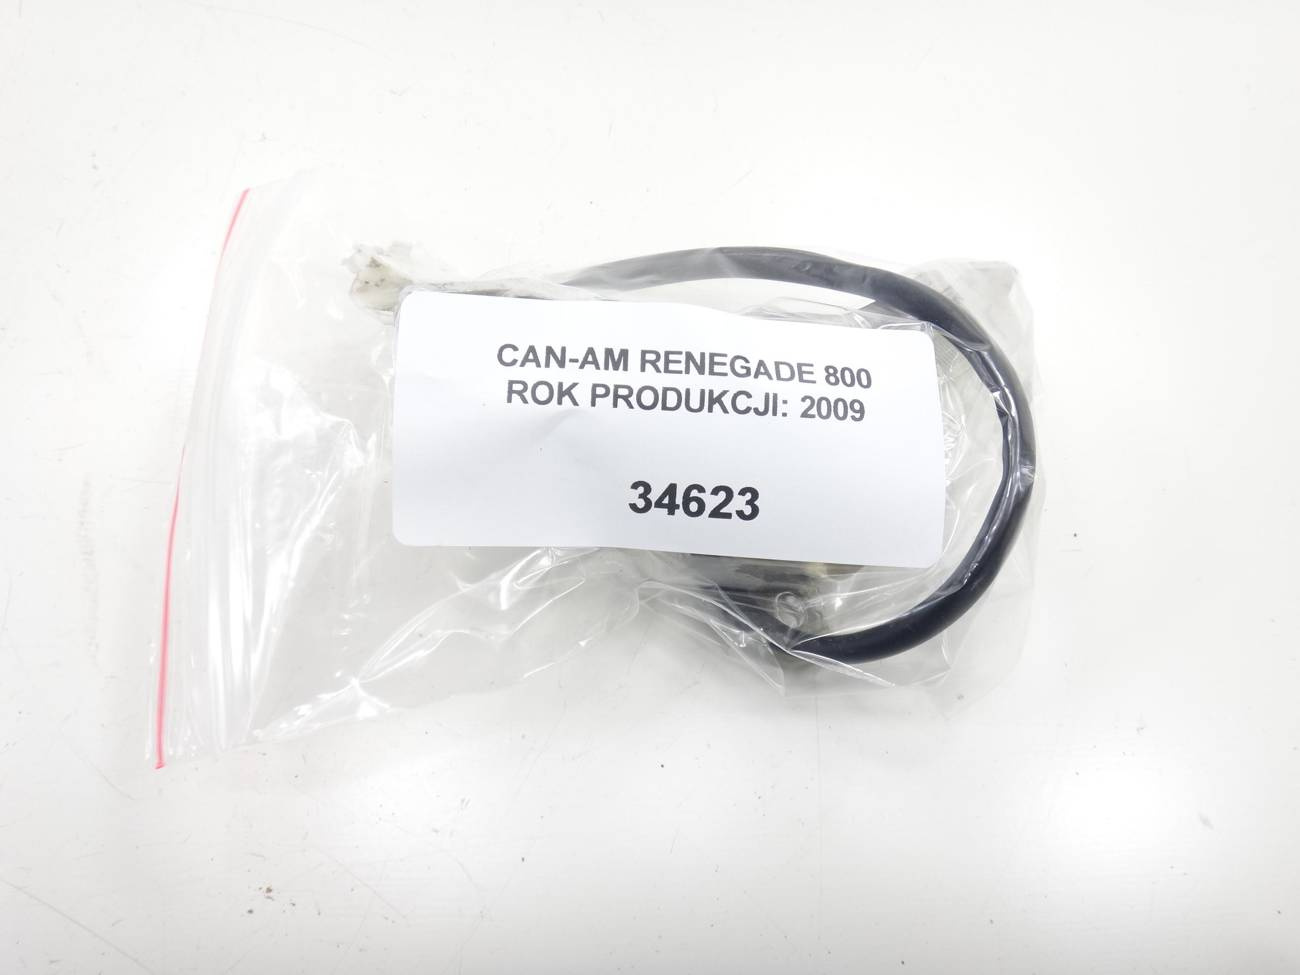 CAN-AM RENEGADE 800
ROK PRODUKCJI: 2009
34623